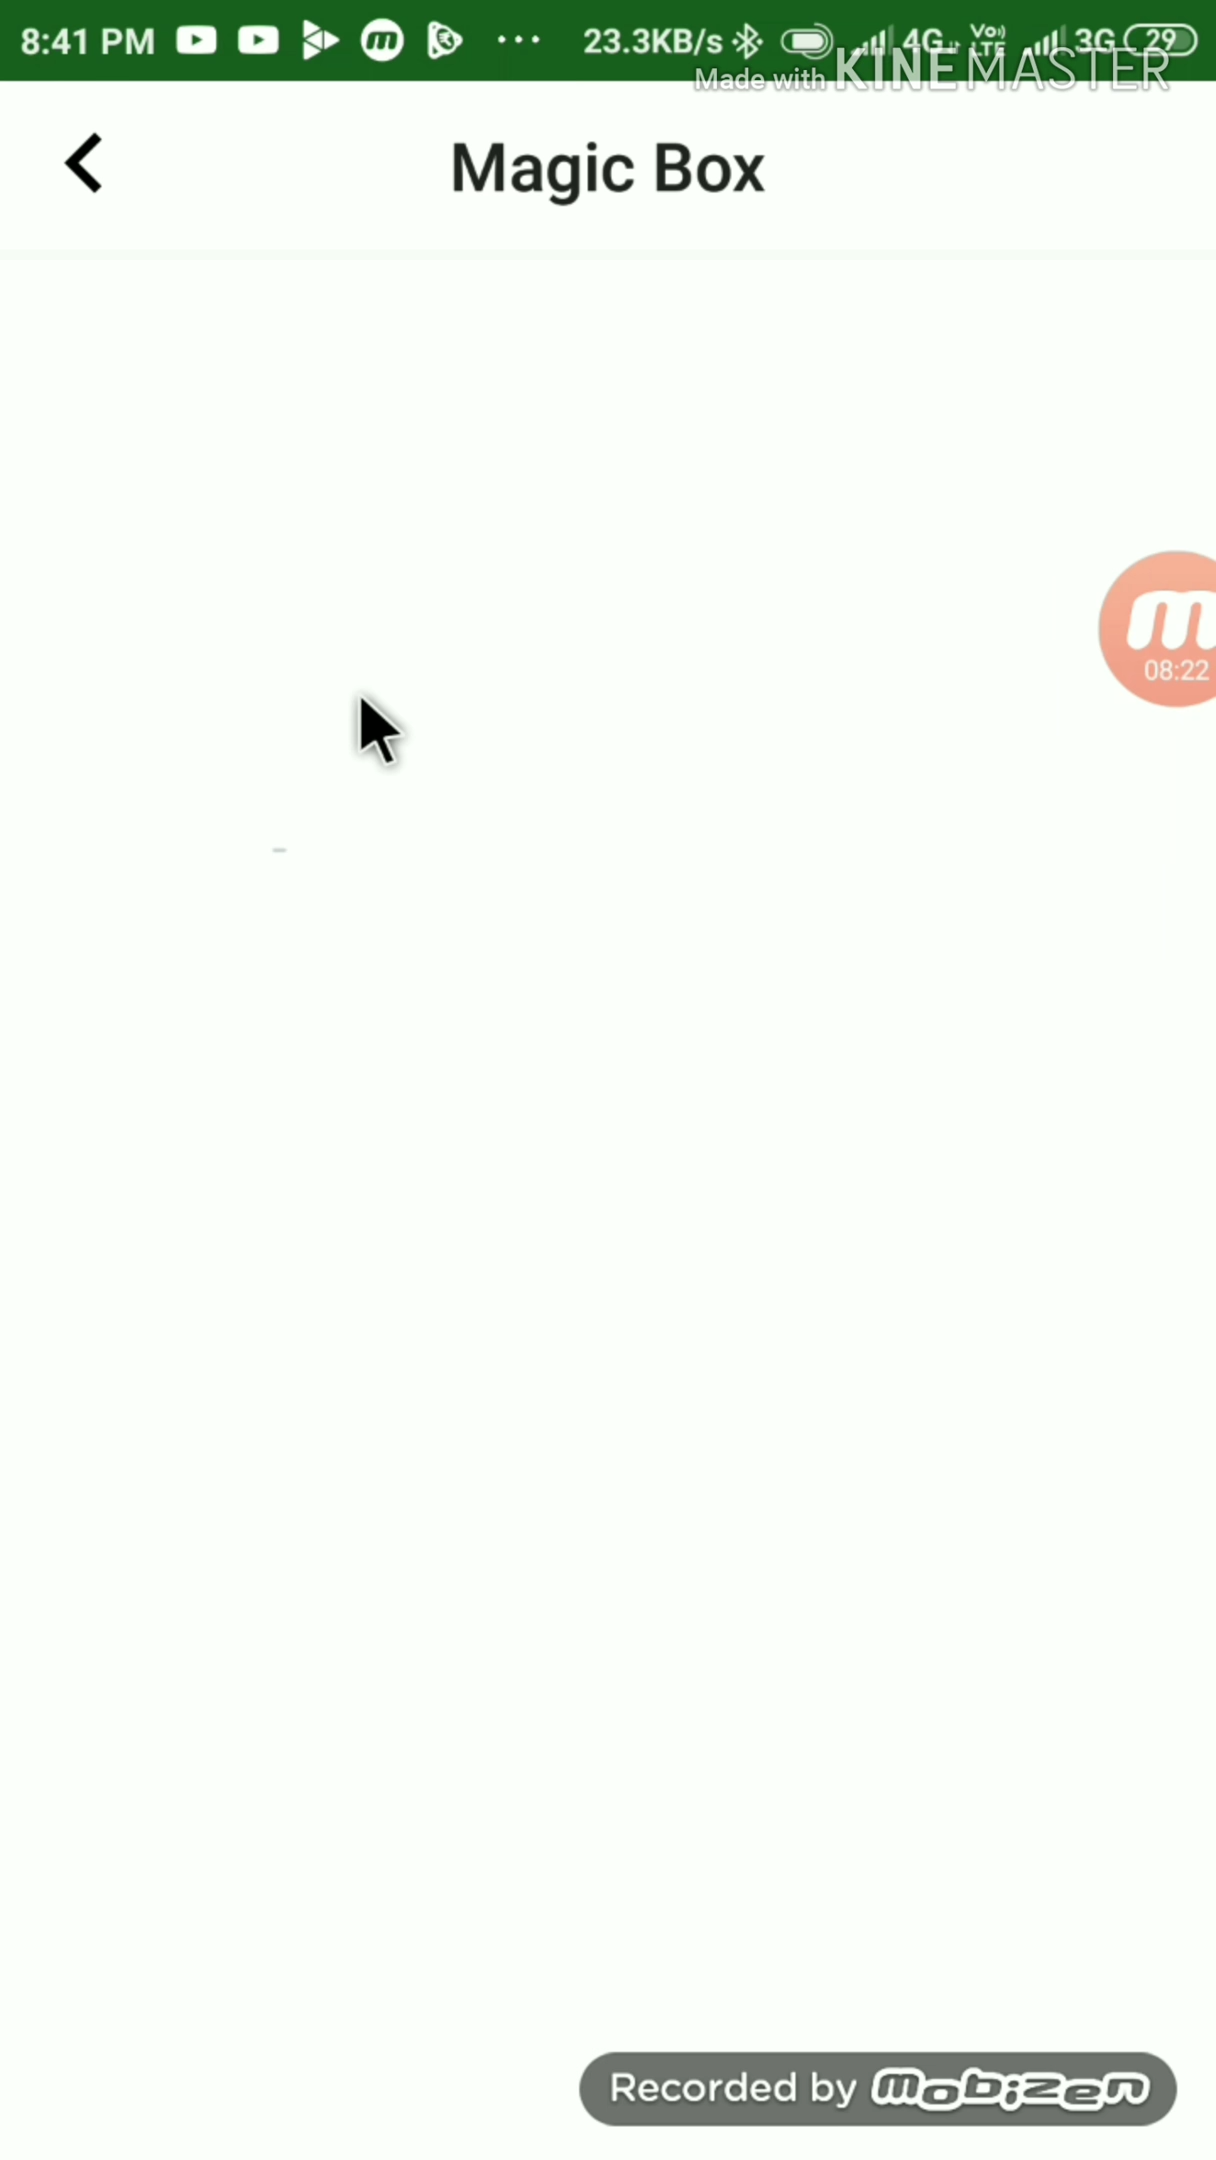 8:41 PM 23.3KB/s 4G Vo) LTE 3G 29
Made with KINEMASTER
Magic Box
m
08:22
Recorded by mobizen